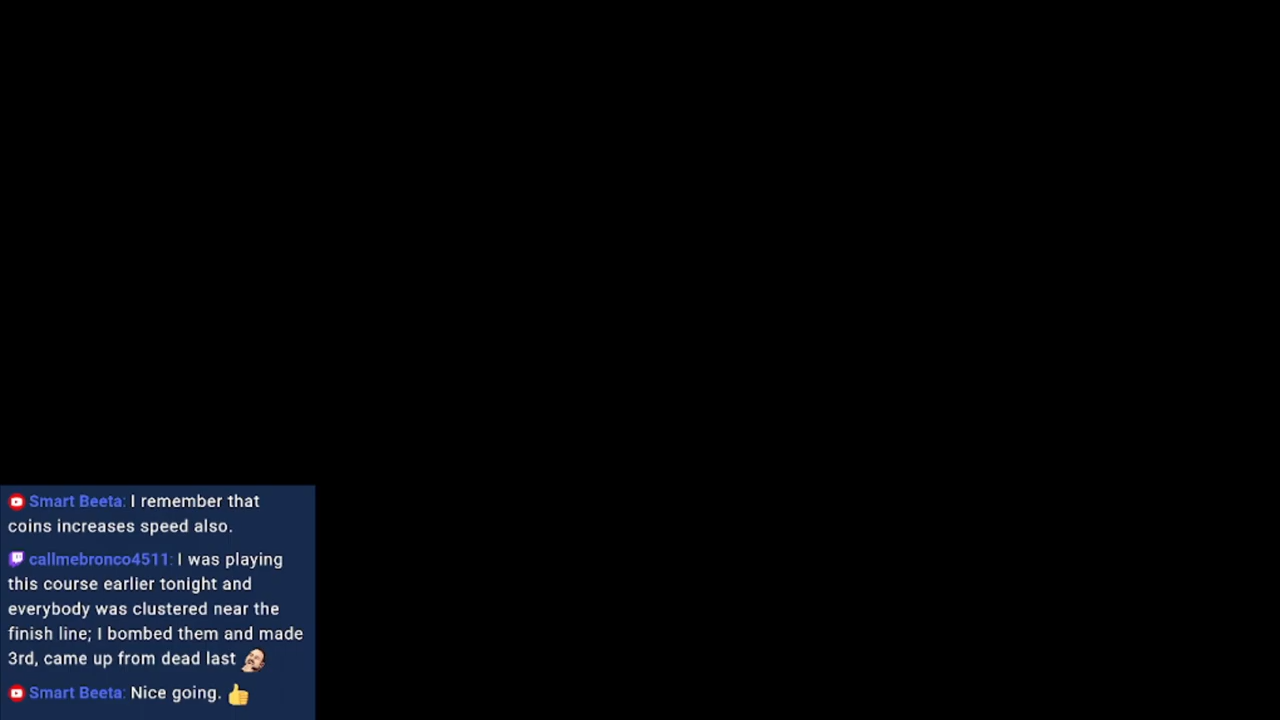 Smart Beeta: I remember that
coins increases speed also.
callmebronco4511: I was playing
this course earlier tonight and
everybody was clustered near the
finish line; I bombed them and made
3rd, came up from dead last
Smart Beeta: Nice going.